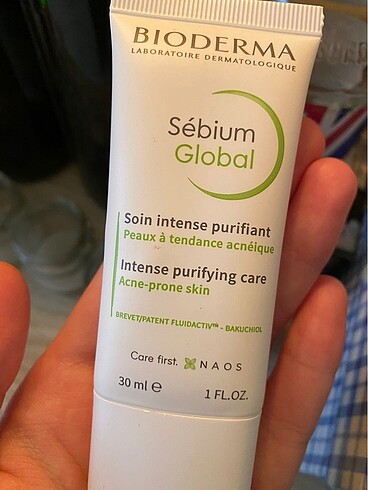 BIODERMA
LABORATOIRE DERMATOLOGIQUE
Sébium
Global
Soin intense purifiant
Peaux à tendance acnéique
Intense purifying care
Acne-prone skin
BREVET/PATENT FLUIDACTIV™ - BAKUCHIOL
Care first. NAOS
30 ml ℮ 1 FL.OZ.